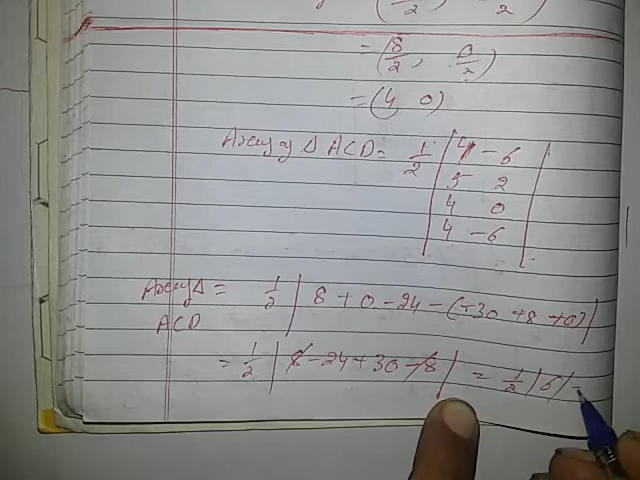 = (8/2, 0/2)
= (4 0)
Area of Δ ACD = 1/2 | 4 -6
5 2
4 0
4 -6 |
Area Δ = 1/2 | 8 + 0 - 24 - (-30 + 8 + 0) |
ACD
= 1/2 | 8 - 24 + 30 - 8 | = 1/2 | 6 | =